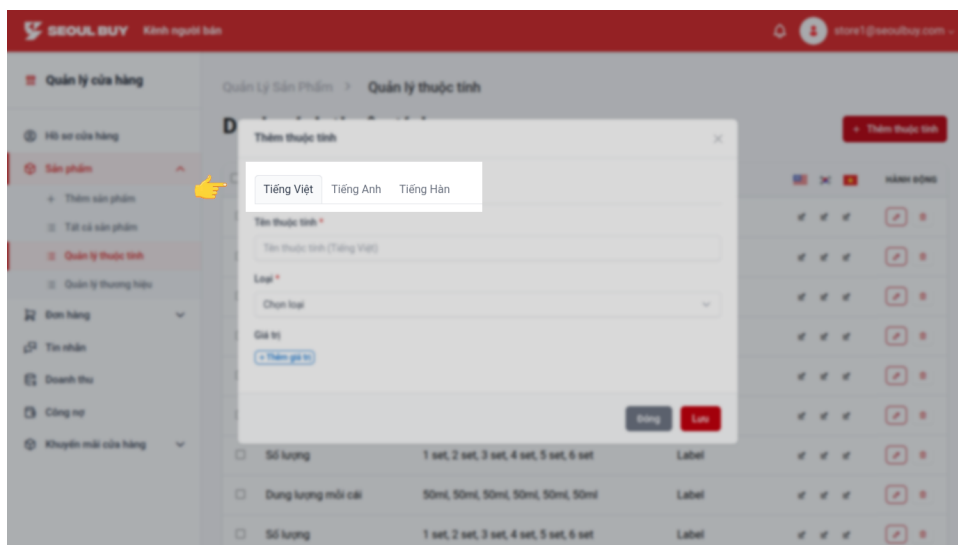 SEOUL BUY Kênh người bán
store1@seoulbuy.com
Quản lý cửa hàng
Quản Lý Sản Phẩm > Quản lý thuộc tính
Thêm thuộc tính
+ Thêm thuộc tính
Hồ sơ cửa hàng
Sản phẩm
+ Thêm sản phẩm
Tất cả sản phẩm
Quản lý thuộc tính
Quản lý thương hiệu
Đơn hàng
Tin nhắn
Doanh thu
Công nợ
Khuyến mãi cửa hàng
Tiếng Việt Tiếng Anh Tiếng Hàn
HÀNH ĐỘNG
Tên thuộc tính *
Tên thuộc tính (Tiếng Việt)
Loại *
Chọn loại
Giá trị
+ Thêm giá trị
Đóng Lưu
Số lượng 1 set, 2 set, 3 set, 4 set, 5 set, 6 set Label
Dung lượng mỗi cái 50ml, 50ml, 50ml, 50ml, 50ml, 50ml Label
Số lượng 1 set, 2 set, 3 set, 4 set, 5 set, 6 set Label